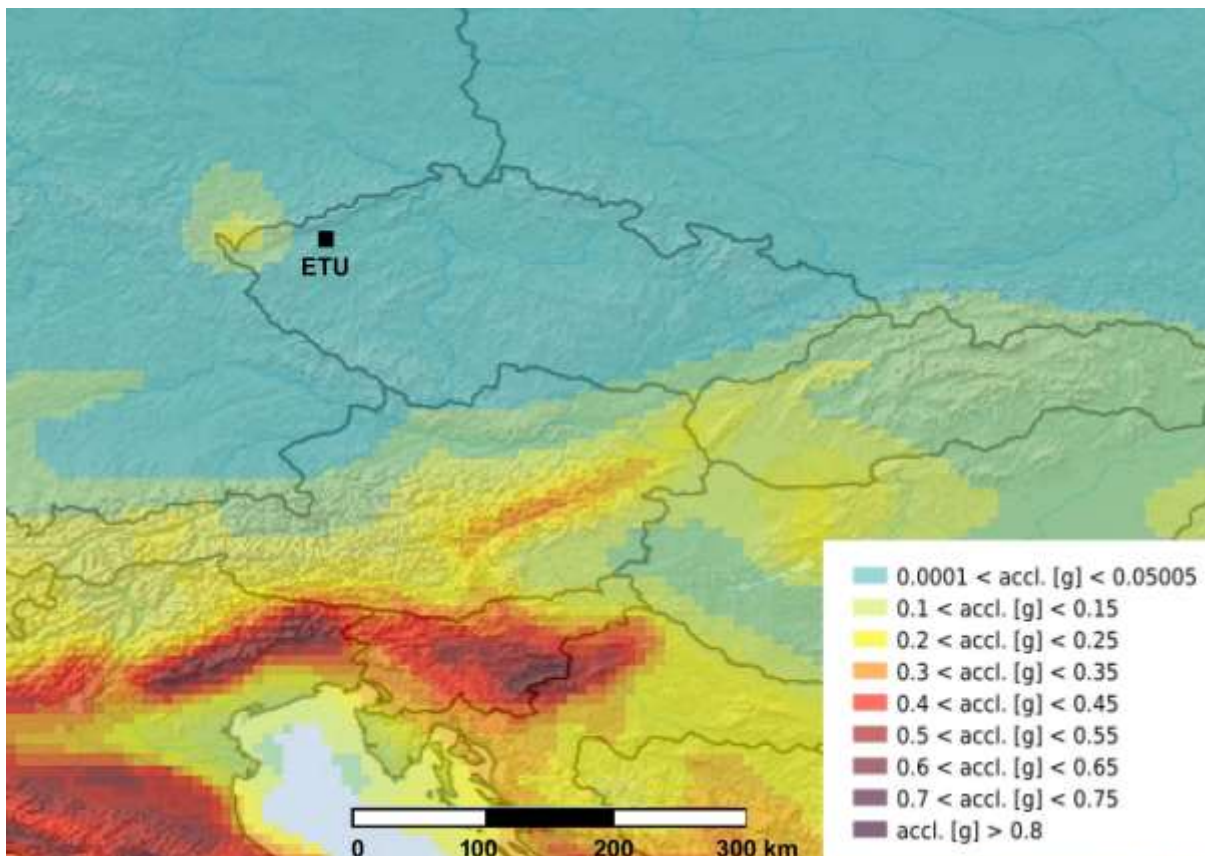 ETU
0.0001 < accl. [g] < 0.05005
0.1 < accl. [g] < 0.15
0.2 < accl. [g] < 0.25
0.3 < accl. [g] < 0.35
0.4 < accl. [g] < 0.45
0.5 < accl. [g] < 0.55
0.6 < accl. [g] < 0.65
0.7 < accl. [g] < 0.75
accl. [g] > 0.8
0 100 200 300 km